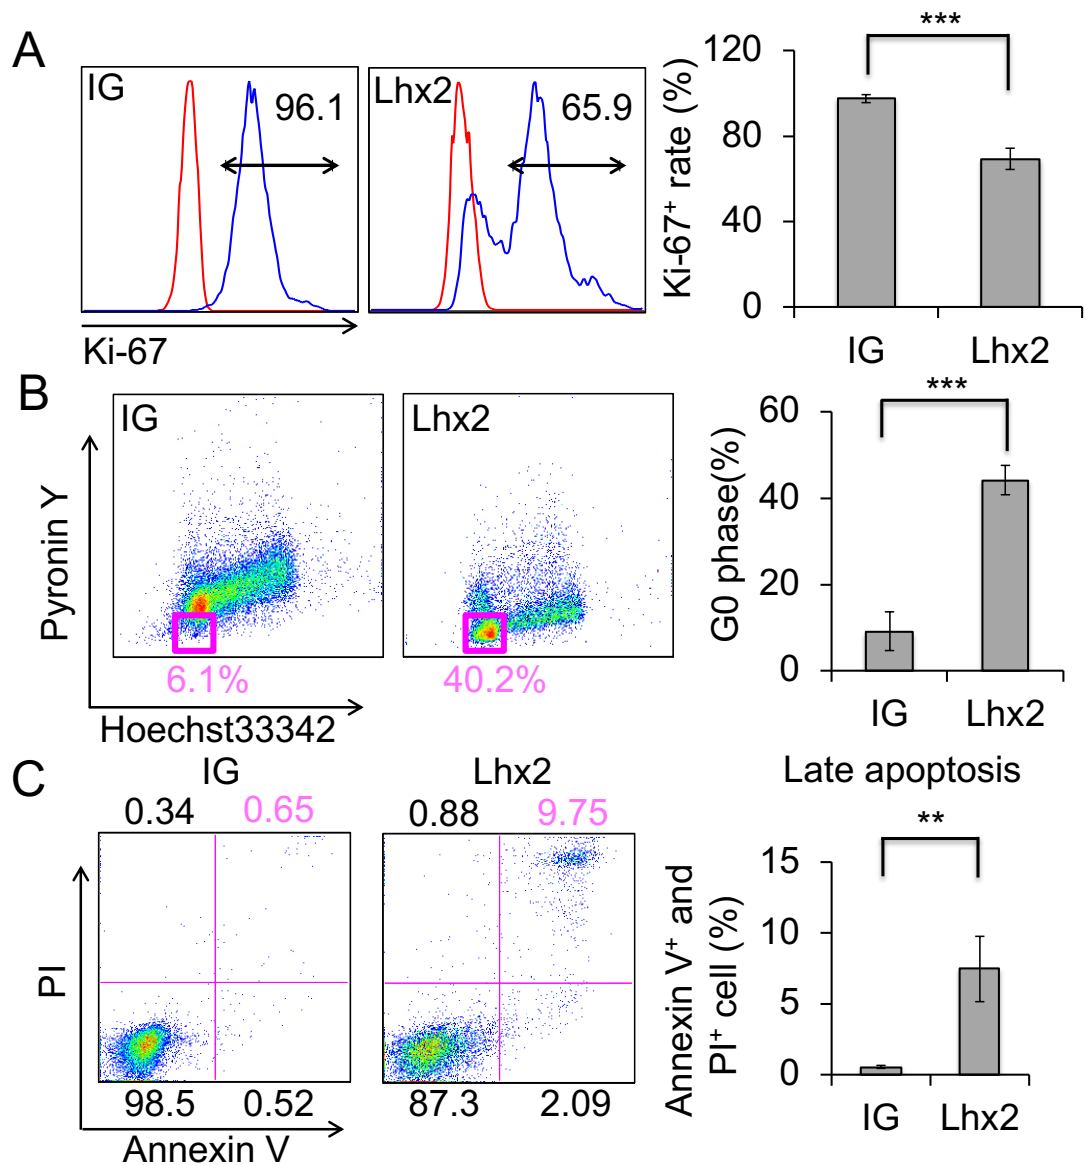 A
IG
96.1
Lhx2
65.9
Ki-67
***
Ki-67+ rate (%)
120
80
40
0
IG Lhx2
B
IG
Lhx2
Pyronin Y
6.1%
40.2%
Hoechst33342
***
G0 phase(%)
60
40
20
0
IG Lhx2
C
IG
0.34 0.65
98.5 0.52
Lhx2
0.88 9.75
87.3 2.09
PI
Annexin V
Late apoptosis
**
Annexin V+ and
PI+ cell (%)
15
10
5
0
IG Lhx2